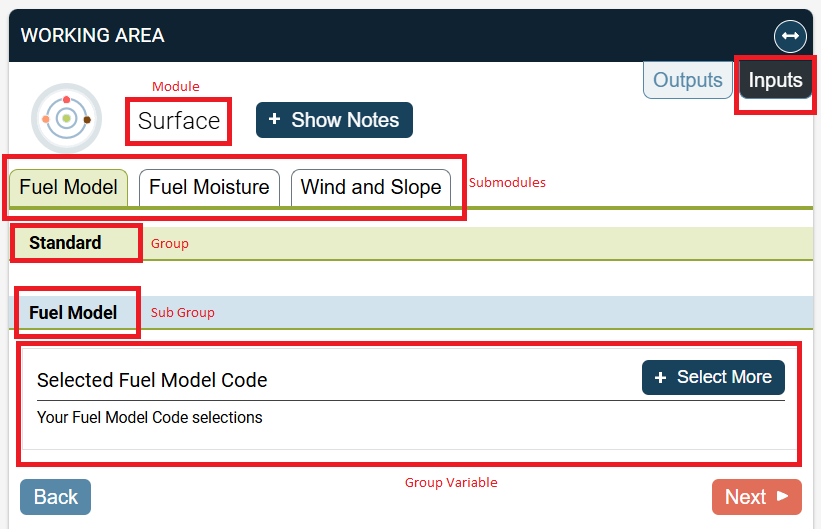 WORKING AREA
Outputs
Inputs
Module
Surface
+ Show Notes
Fuel Model
Fuel Moisture
Wind and Slope
Submodules
Standard
Group
Fuel Model
Sub Group
Selected Fuel Model Code
+ Select More
Your Fuel Model Code selections
Group Variable
Back
Next